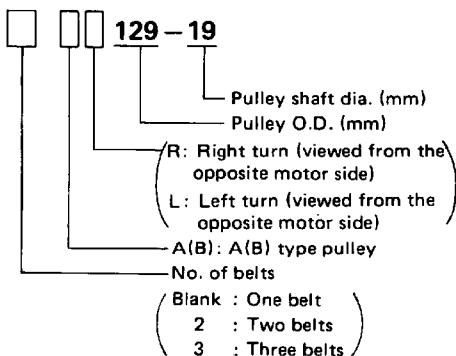 129 – 19
Pulley shaft dia. (mm)
Pulley O.D. (mm)
R: Right turn (viewed from the
opposite motor side)
L: Left turn (viewed from the
opposite motor side)
A(B): A(B) type pulley
No. of belts
Blank : One belt
2 : Two belts
3 : Three belts